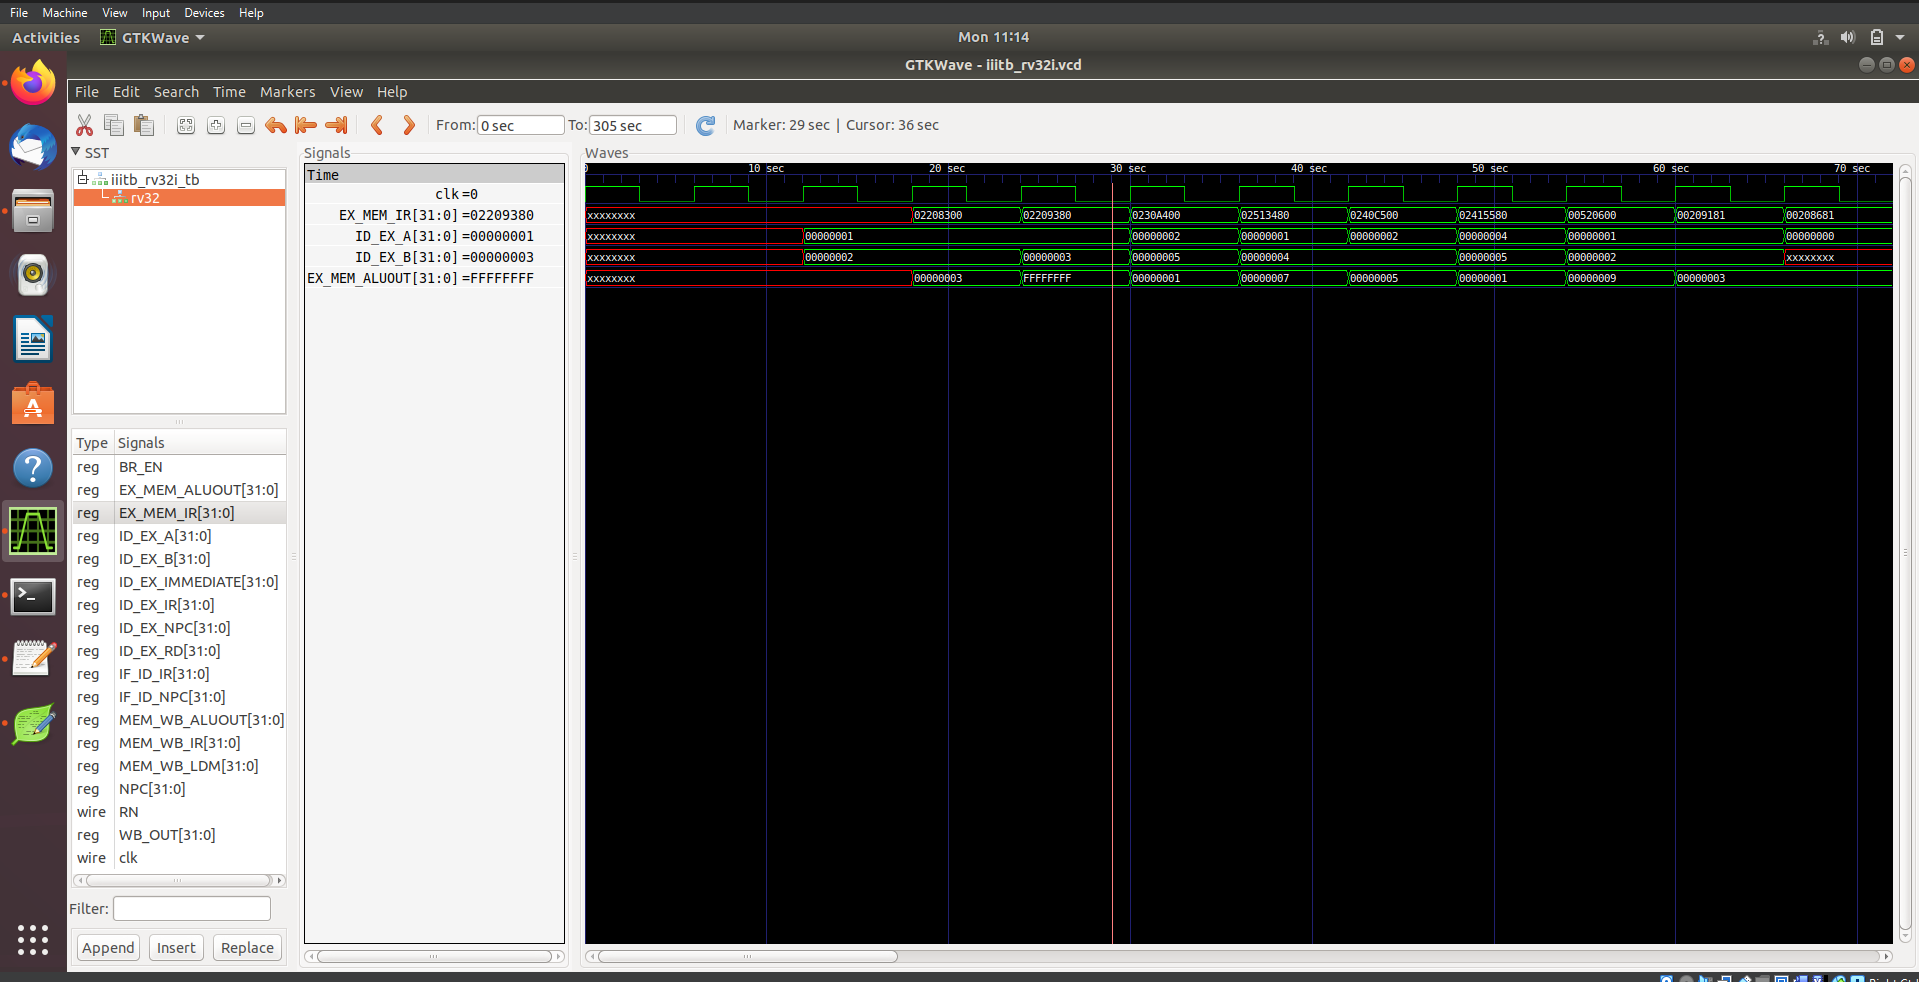 File Machine View Input Devices Help
Activities GTKWave Mon 11:14
GTKWave - iiitb_rv32i.vcd
File Edit Search Time Markers View Help
From: 0 sec To: 305 sec Marker: 29 sec | Cursor: 36 sec
SST
iiitb_rv32i_tb
rv32
Type Signals
reg BR_EN
reg EX_MEM_ALUOUT[31:0]
reg EX_MEM_IR[31:0]
reg ID_EX_A[31:0]
reg ID_EX_B[31:0]
reg ID_EX_IMMEDIATE[31:0]
reg ID_EX_IR[31:0]
reg ID_EX_NPC[31:0]
reg ID_EX_RD[31:0]
reg IF_ID_IR[31:0]
reg IF_ID_NPC[31:0]
reg MEM_WB_ALUOUT[31:0]
reg MEM_WB_IR[31:0]
reg MEM_WB_LDM[31:0]
reg NPC[31:0]
wire RN
reg WB_OUT[31:0]
wire clk
Filter:
Append Insert Replace
Signals
Time
clk =0
EX_MEM_IR[31:0] =02209380
ID_EX_A[31:0] =00000001
ID_EX_B[31:0] =00000003
EX_MEM_ALUOUT[31:0] =FFFFFFFF
Waves
0 10 sec 20 sec 30 sec 40 sec 50 sec 60 sec 70 sec
xxxxxxxx 02208300 02209380 0230A400 02513480 0240C500 02415580 00520600 00209181 00208681
xxxxxxxx 00000001 00000002 00000001 00000002 00000004 00000001 00000000
xxxxxxxx 00000002 00000003 00000005 00000004 00000005 00000002 xxxxxxxx
xxxxxxxx 00000003 FFFFFFFF 00000001 00000007 00000005 00000001 00000009 00000003